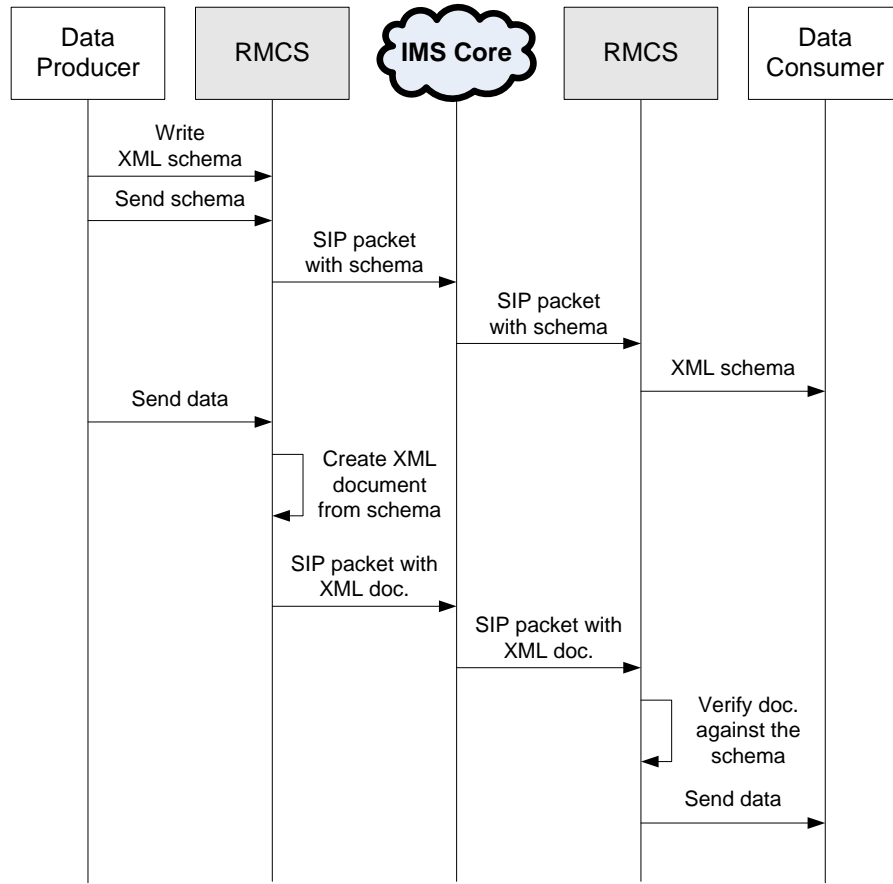 Data
Producer
RMCS
IMS Core
RMCS
Data
Consumer
Write
XML schema
Send schema
SIP packet
with schema
SIP packet
with schema
XML schema
Send data
Create XML
document
from schema
SIP packet with
XML doc.
SIP packet with
XML doc.
Verify doc.
against the
schema
Send data